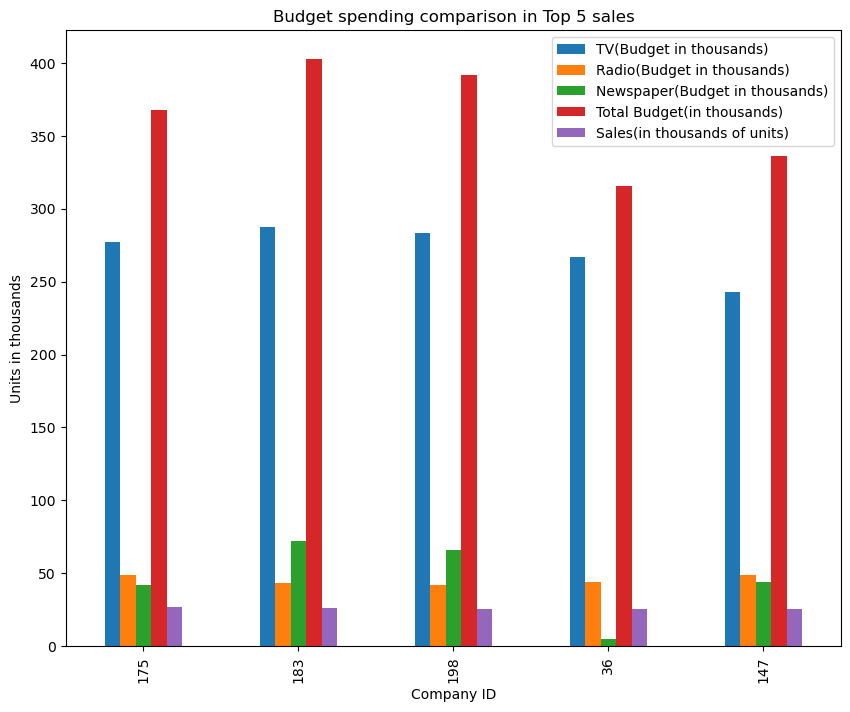 Budget spending comparison in Top 5 sales
TV(Budget in thousands)
Radio(Budget in thousands)
Newspaper(Budget in thousands)
Total Budget(in thousands)
Sales(in thousands of units)
Units in thousands
400
350
300
250
200
150
100
50
0
175
183
198
36
147
Company ID